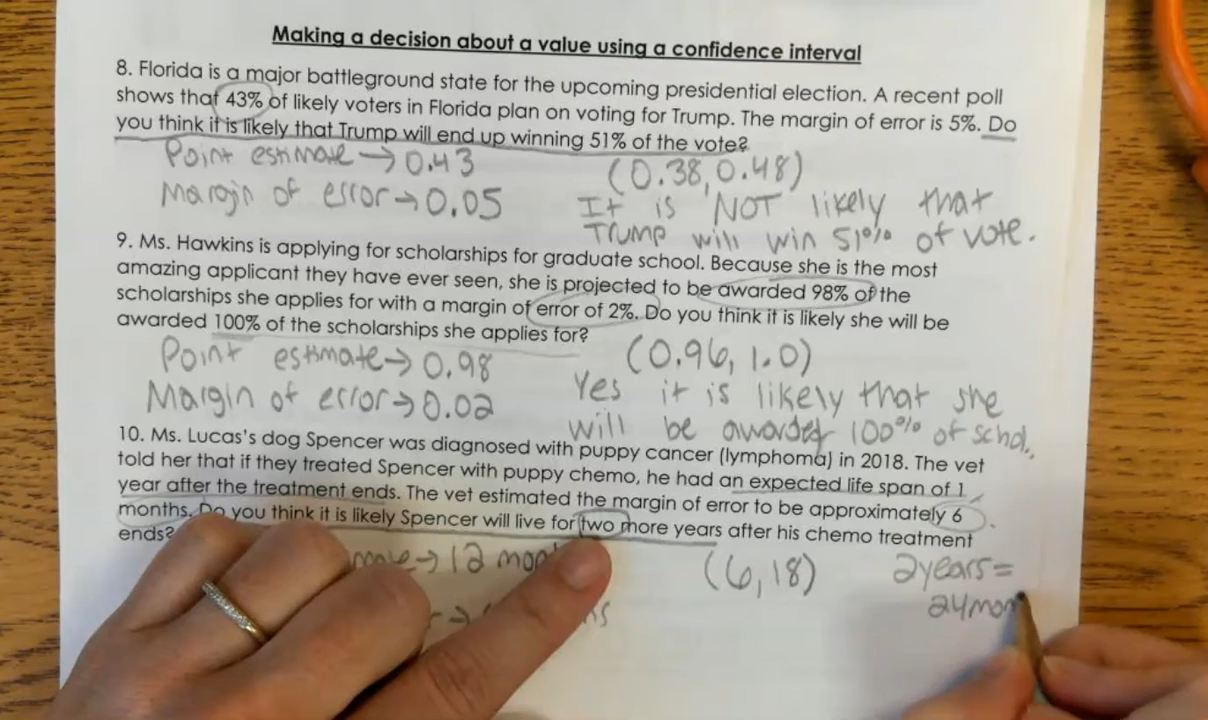 Making a decision about a value using a confidence interval
8. Florida is a major battleground state for the upcoming presidential election. A recent poll
shows that 43% of likely voters in Florida plan on voting for Trump. The margin of error is 5%. Do
you think it is likely that Trump will end up winning 51% of the vote?
Point estimate → 0.43
(0.38, 0.48)
Margin of error → 0.05
It is NOT likely that
Trump will win 51% of vote.
9. Ms. Hawkins is applying for scholarships for graduate school. Because she is the most
amazing applicant they have ever seen, she is projected to be awarded 98% of the
scholarships she applies for with a margin of error of 2%. Do you think it is likely she will be
awarded 100% of the scholarships she applies for?
Point estimate → 0.98
(0.96, 1.0)
Margin of error → 0.02
Yes it is likely that she
will be awarded 100% of schol..
10. Ms. Lucas's dog Spencer was diagnosed with puppy cancer (lymphoma) in 2018. The vet
told her that if they treated Spencer with puppy chemo, he had an expected life span of 1
year after the treatment ends. The vet estimated the margin of error to be approximately 6
months. Do you think it is likely Spencer will live for two more years after his chemo treatment
ends?
→ 12 mon
(6, 18)
2 years =
24 mon